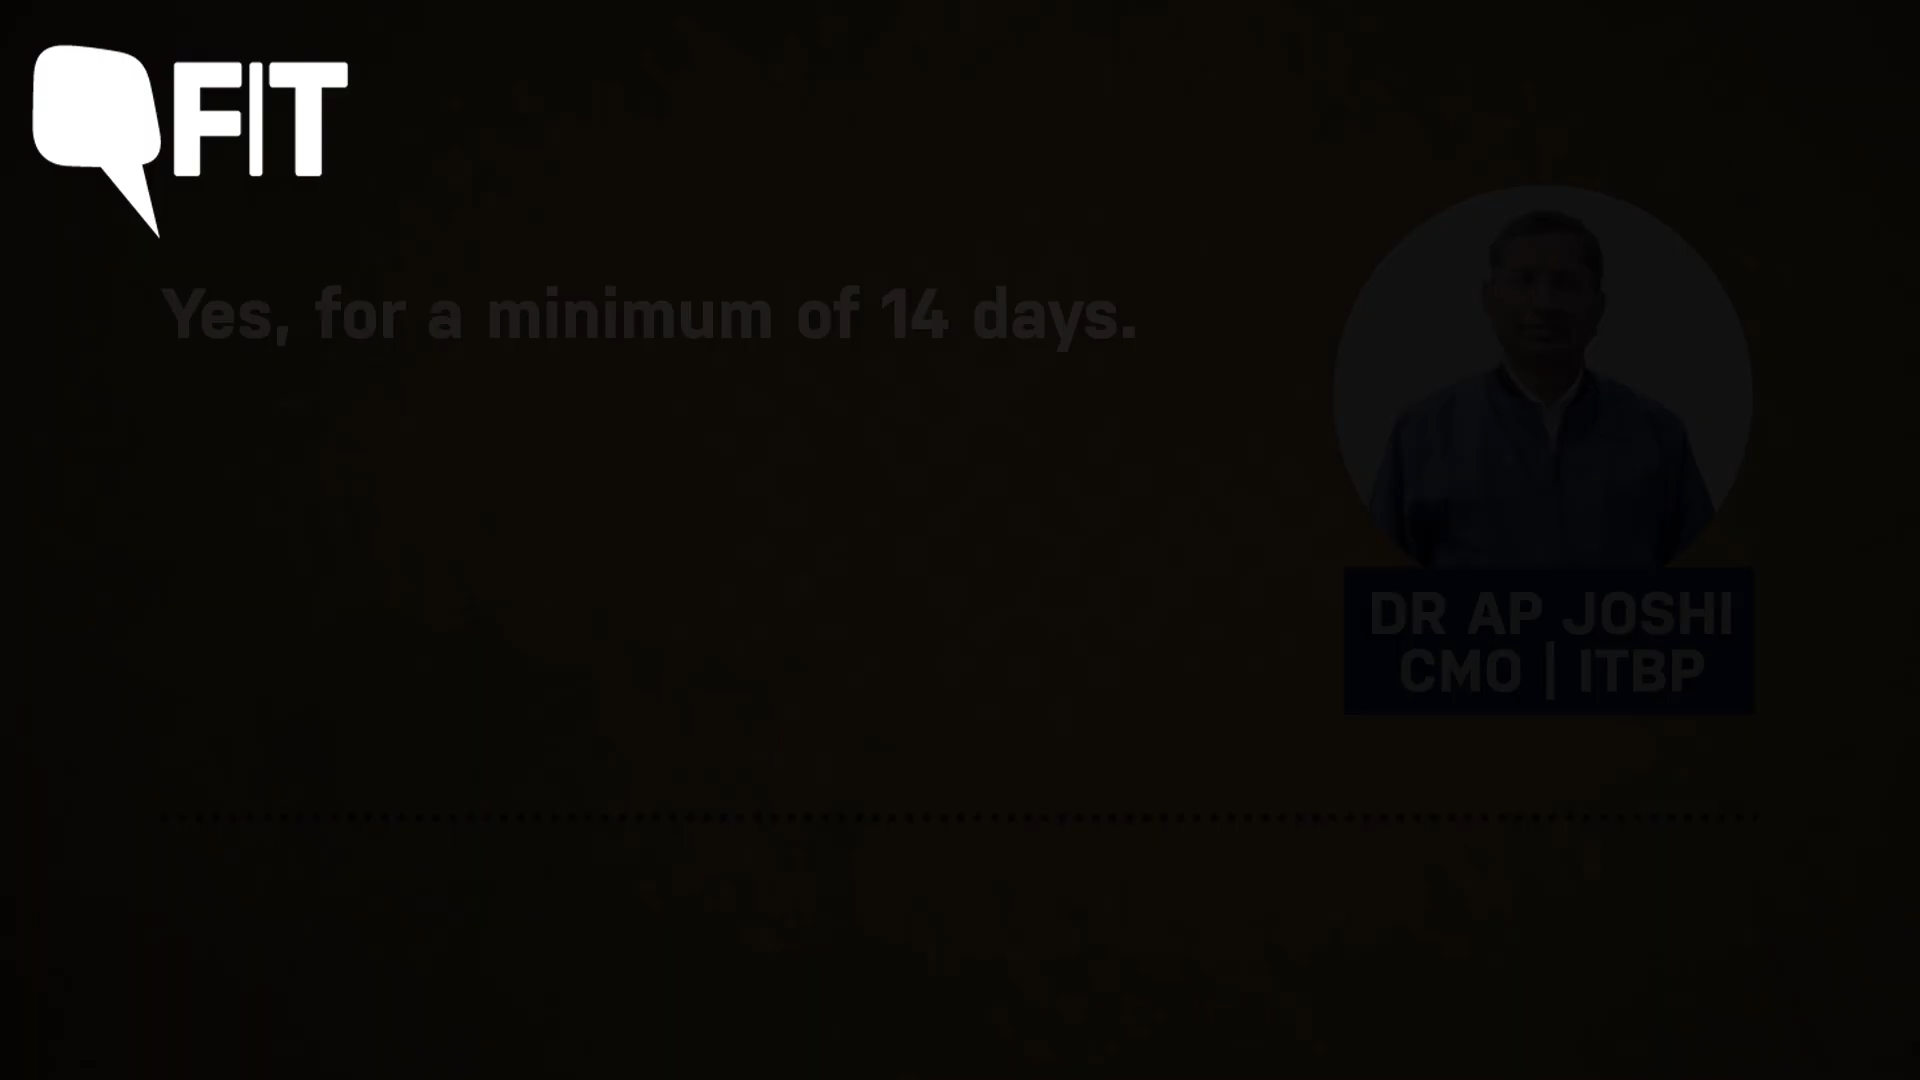 FIT
Yes, for a minimum of 14 days.
DR AP JOSHI
CMO | ITBP